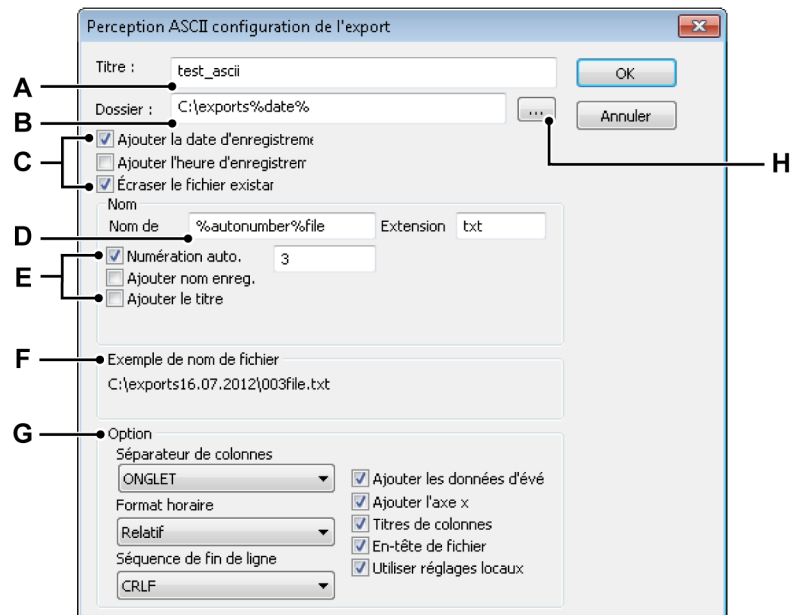 Perception ASCII configuration de l'export
Titre : test_ascii OK
A
Dossier : C:\exports%date% ... Annuler
B
Ajouter la date d'enregistreme
C Ajouter l'heure d'enregistrem H
Écraser le fichier existar
Nom
Nom de %autonumber%file Extension txt
D
Numération auto. 3
E Ajouter nom enreg.
Ajouter le titre
F Exemple de nom de fichier
C:\exports16.07.2012\003file.txt
G Option
Séparateur de colonnes
ONGLET Ajouter les données d'évé
Format horaire Ajouter l'axe x
Relatif Titres de colonnes
En-tête de fichier
Séquence de fin de ligne Utiliser réglages locaux
CRLF